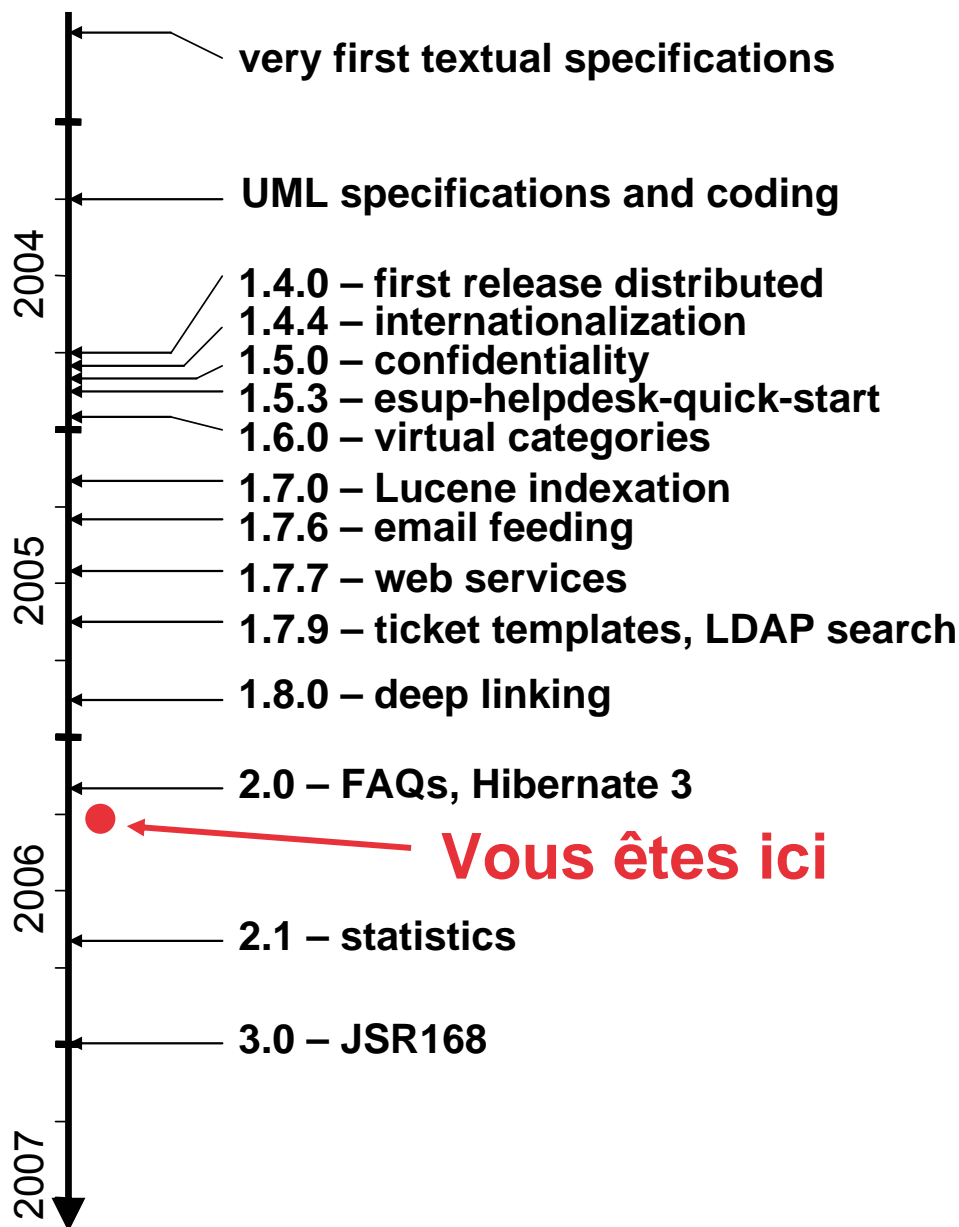 very first textual specifications
UML specifications and coding
2004
1.4.0 – first release distributed
1.4.4 – internationalization
1.5.0 – confidentiality
1.5.3 – esup-helpdesk-quick-start
1.6.0 – virtual categories
1.7.0 – Lucene indexation
1.7.6 – email feeding
2005
1.7.7 – web services
1.7.9 – ticket templates, LDAP search
1.8.0 – deep linking
2.0 – FAQs, Hibernate 3
Vous êtes ici
2006
2.1 – statistics
3.0 – JSR168
2007